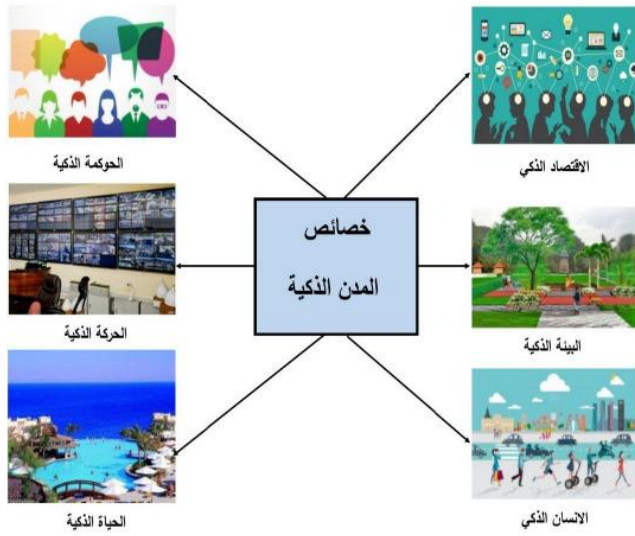 خصائص
المدن الذكية
الاقتصاد الذكي
الحوكمة الذكية
البيئة الذكية
الحركة الذكية
الانسان الذكي
الحياة الذكية